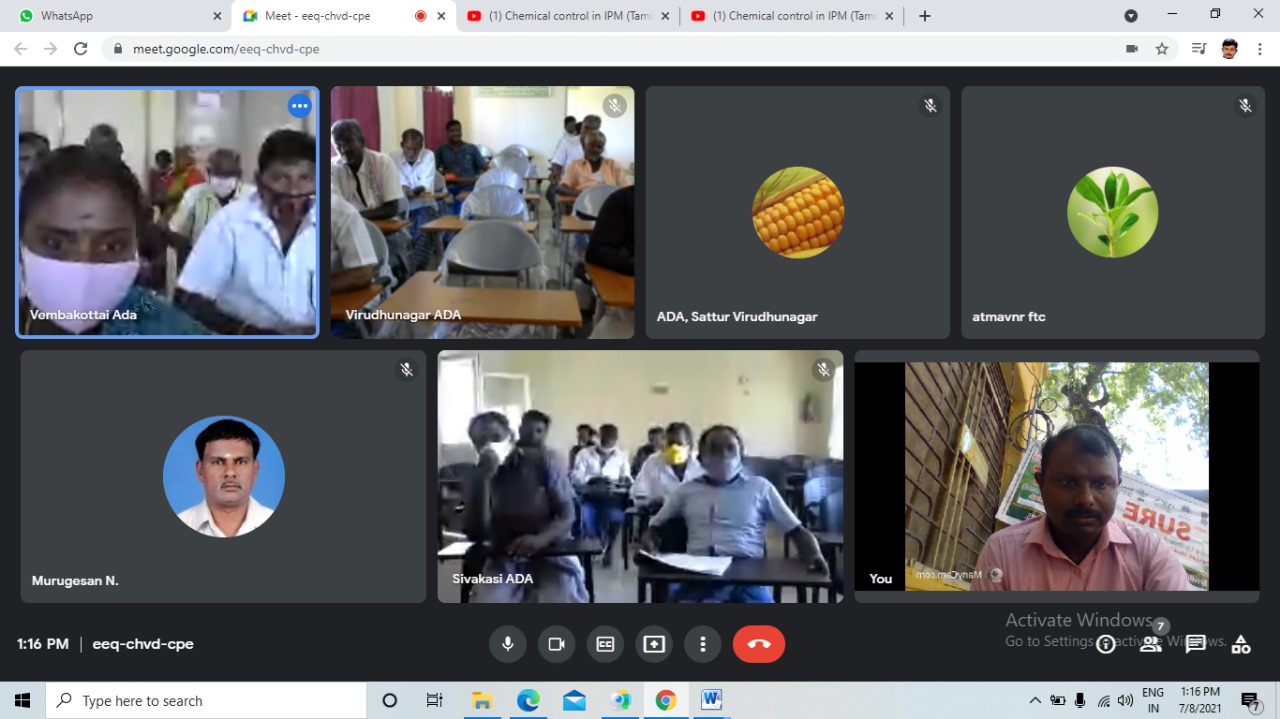 WhatsApp
Meet - eeq-chvd-cpe
(1) Chemical control in IPM (Tam
(1) Chemical control in IPM (Tam
meet.google.com/eeq-chvd-cpe
Vembakottai Ada
Virudhunagar ADA
ADA, Sattur Virudhunagar
atmavnr ftc
Murugesan N.
Sivakasi ADA
You
ManyCam.com
SURE
Activate Windows
Go to Settings to activate Windows.
7
1:16 PM | eeq-chvd-cpe
Type here to search
ENG
IN
1:16 PM
7/8/2021
7